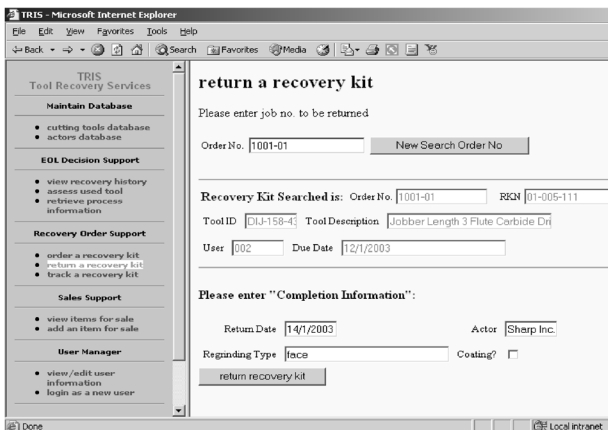 TRIS - Microsoft Internet Explorer
File Edit View Favorites Tools Help
Back Search Favorites Media
TRIS
Tool Recovery Services
Maintain Database
cutting tools database
actors database
EOL Decision Support
view recovery history
assess used tool
retrieve process
information
Recovery Order Support
order a recovery kit
return a recovery kit
track a recovery kit
Sales Support
view items for sale
add an item for sale
User Manager
view/edit user
information
login as a new user
return a recovery kit
Please enter job no. to be returned
Order No. 1001-01 New Search Order No
Recovery Kit Searched is: Order No. 1001-01 RKN 01-005-111
Tool ID DIJ-158-43 Tool Description Jobber Length 3 Flute Carbide Dri
User 002 Due Date 12/1/2003
Please enter "Completion Information":
Return Date 14/1/2003 Actor Sharp Inc.
Regrinding Type face Coating?
return recovery kit
Done Local intranet